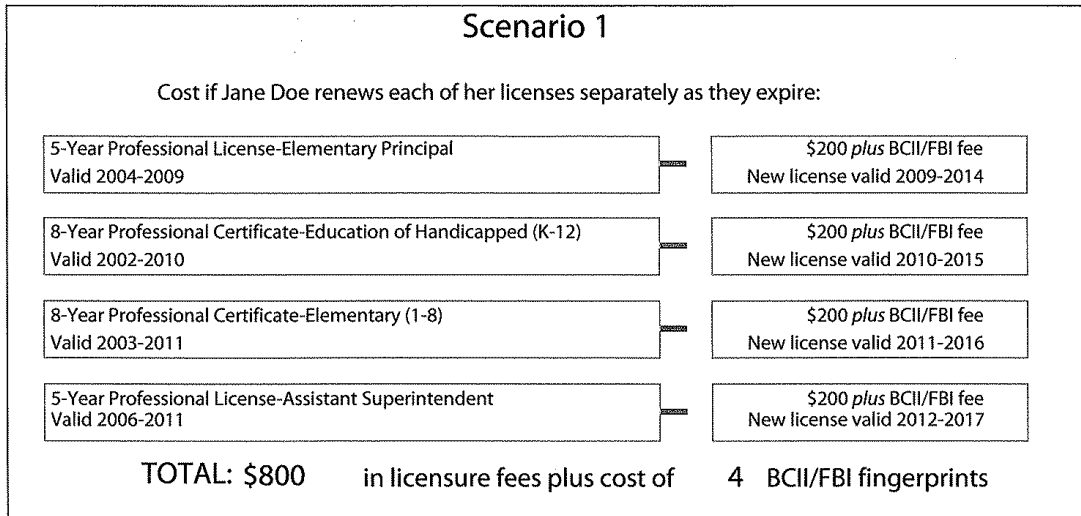 Scenario 1
Cost if Jane Doe renews each of her licenses separately as they expire:
5-Year Professional License-Elementary Principal
Valid 2004-2009
$200 plus BCII/FBI fee
New license valid 2009-2014
8-Year Professional Certificate-Education of Handicapped (K-12)
Valid 2002-2010
$200 plus BCII/FBI fee
New license valid 2010-2015
8-Year Professional Certificate-Elementary (1-8)
Valid 2003-2011
$200 plus BCII/FBI fee
New license valid 2011-2016
5-Year Professional License-Assistant Superintendent
Valid 2006-2011
$200 plus BCII/FBI fee
New license valid 2012-2017
TOTAL: $800 in licensure fees plus cost of 4 BCII/FBI fingerprints